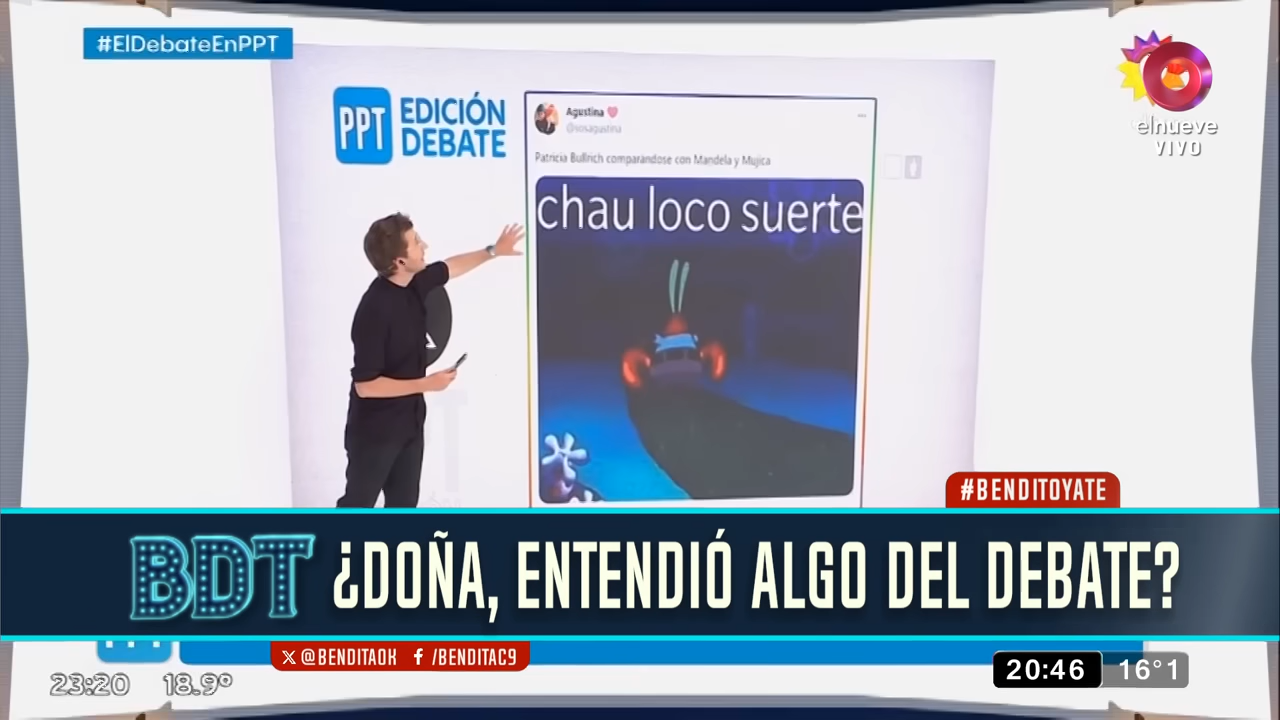 #ElDebateEnPPT
elnueve
VIVO
PPT
EDICIÓN
DEBATE
Agustina
@sosagustina
Patricia Bullrich comparandose con Mandela y Mujica
chau loco suerte
#BENDITOYATE
BDT
¿DOÑA, ENTENDIÓ ALGO DEL DEBATE?
@BENDITAOK
/BENDITAC9
23:20
18.9°
20:46
16°1